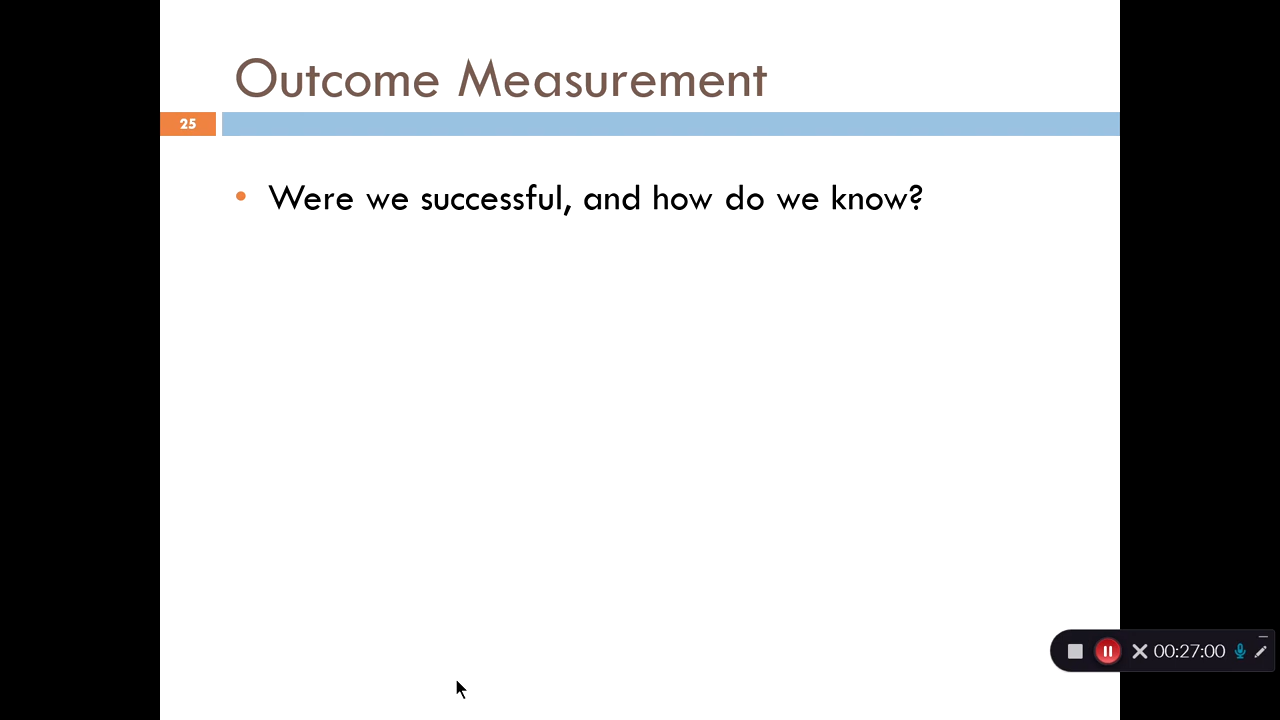 Outcome Measurement
25
• Were we successful, and how do we know?
00:27:00